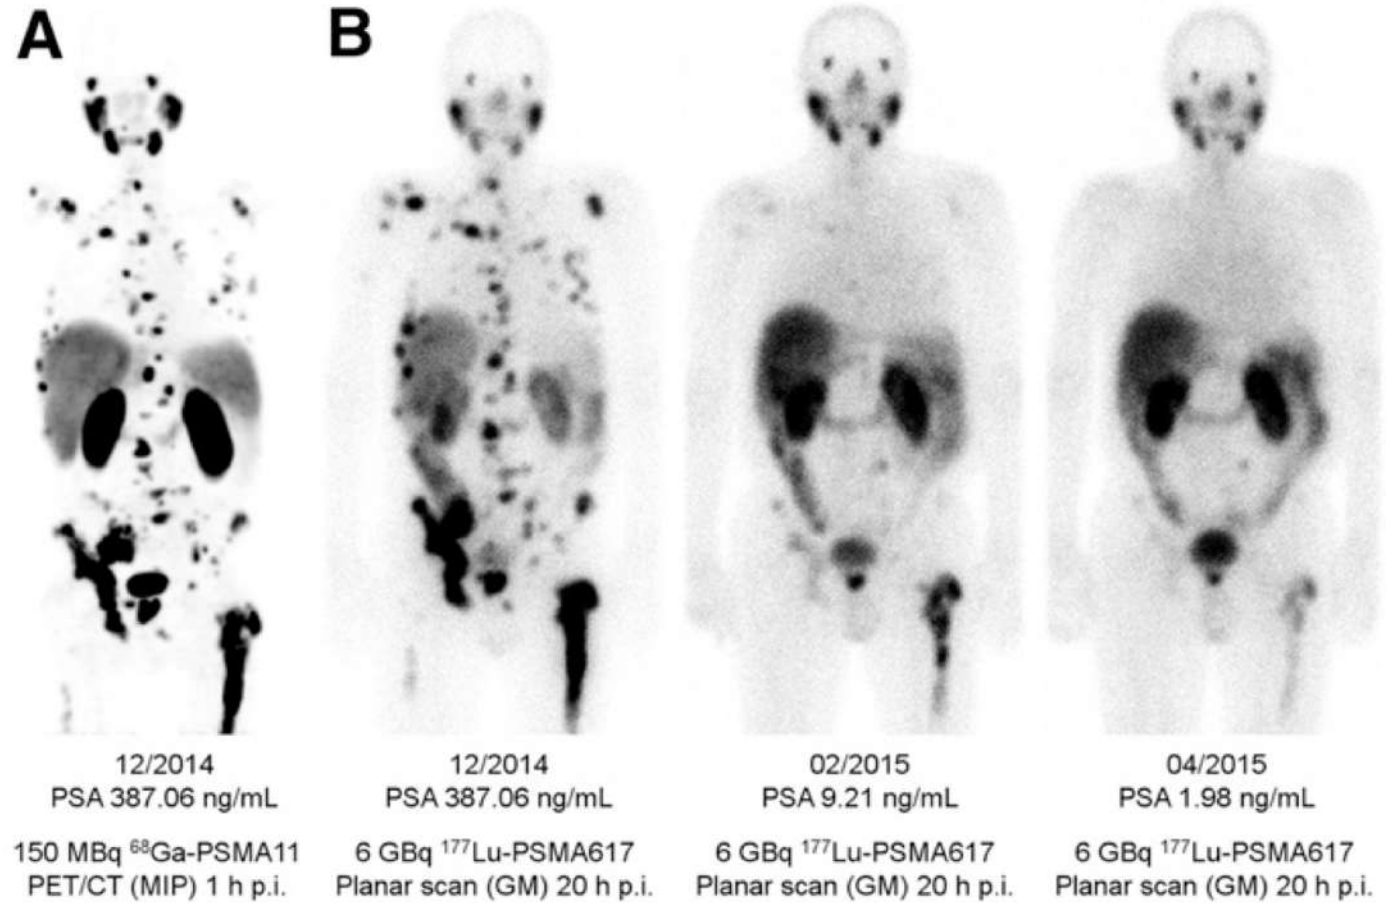 A
B
12/2014
PSA 387.06 ng/mL
150 MBq ⁶⁸Ga-PSMA11
PET/CT (MIP) 1 h p.i.
12/2014
PSA 387.06 ng/mL
6 GBq ¹⁷⁷Lu-PSMA617
Planar scan (GM) 20 h p.i.
02/2015
PSA 9.21 ng/mL
6 GBq ¹⁷⁷Lu-PSMA617
Planar scan (GM) 20 h p.i.
04/2015
PSA 1.98 ng/mL
6 GBq ¹⁷⁷Lu-PSMA617
Planar scan (GM) 20 h p.i.